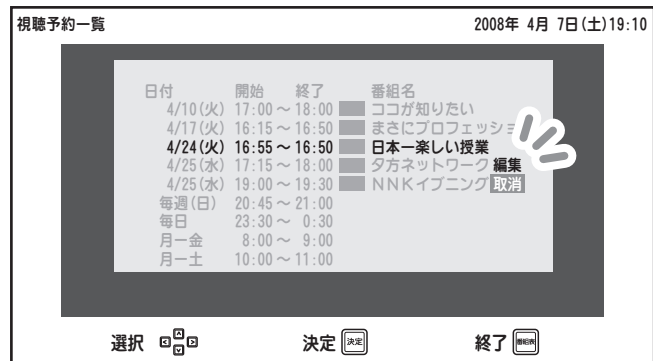 視聴予約一覧 2008年 4月 7日(土)19:10
日付 開始 終了 番組名
4/10(火) 17:00～18:00 ココが知りたい
4/17(火) 16:15～16:50 まさにプロフェッショ
4/24(火) 16:55～16:50 日本一楽しい授業
4/25(水) 17:15～18:00 夕方ネットワーク 編集
4/25(水) 19:00～19:30 NNKイブニング 取消
毎週(日) 20:45～21:00
毎日 23:30～ 0:30
月ー金 8:00～ 9:00
月ー土 10:00～11:00
選択 決定 決定 終了 番組表